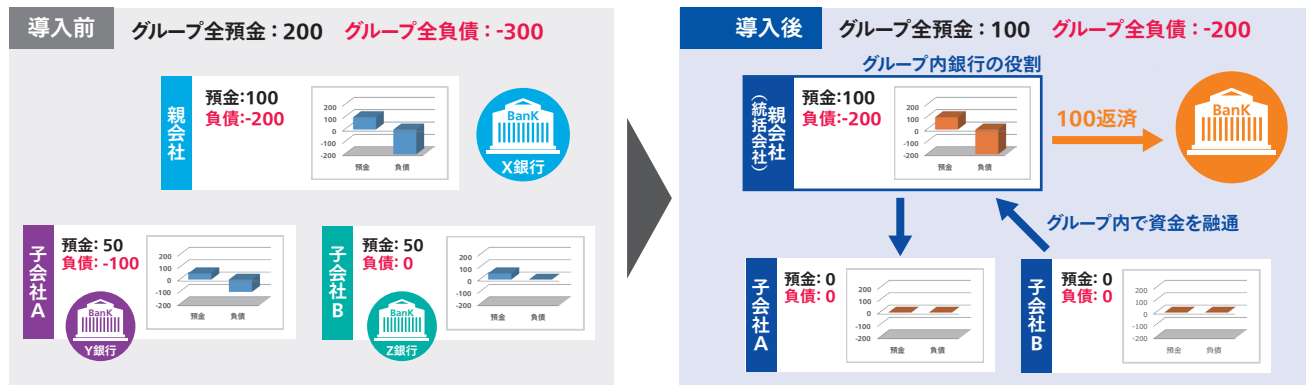 導入前
グループ全預金：200 グループ全負債：-300
親会社
預金:100
負債:-200
200
100
0
-100
-200
預金 負債
BanK
X銀行
子会社A
預金: 50
負債: -100
200
100
0
-100
-200
預金 負債
BanK
Y銀行
子会社B
預金: 50
負債: 0
200
100
0
-100
-200
預金 負債
BanK
Z銀行
導入後
グループ全預金：100 グループ全負債：-200
グループ内銀行の役割
親会社
（統括会社）
預金:100
負債:-200
200
100
0
-100
-200
預金 負債
100返済
BanK
グループ内で資金を融通
子会社A
預金: 0
負債: 0
200
100
0
-100
-200
預金 負債
子会社B
預金: 0
負債: 0
200
100
0
-100
-200
預金 負債